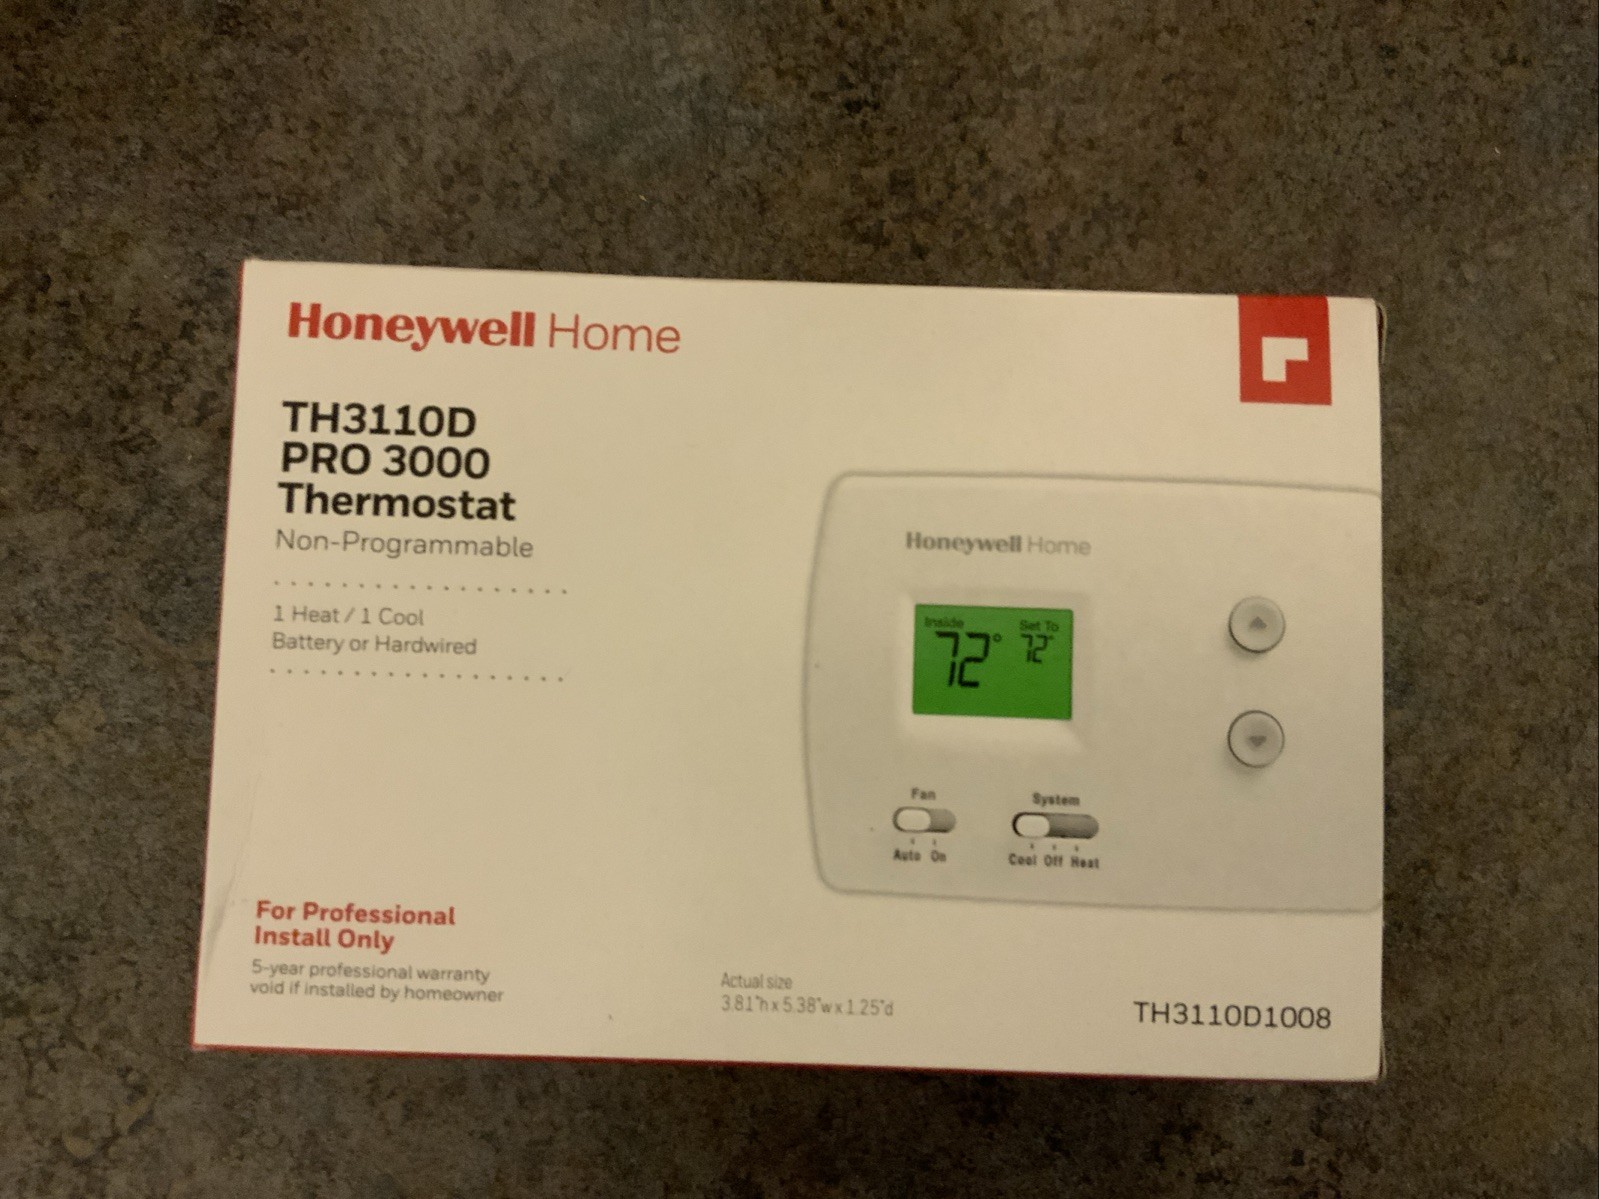 Honeywell Home
TH3110D
PRO 3000
Thermostat
Non-Programmable
1 Heat / 1 Cool
Battery or Hardwired
For Professional
Install Only
5-year professional warranty
void if installed by homeowner
Honeywell Home
Inside Set To
72° 72°
Fan System
Auto On Cool Off Heat
Actual size
3.81"h x 5.38"w x 1.25"d
TH3110D1008